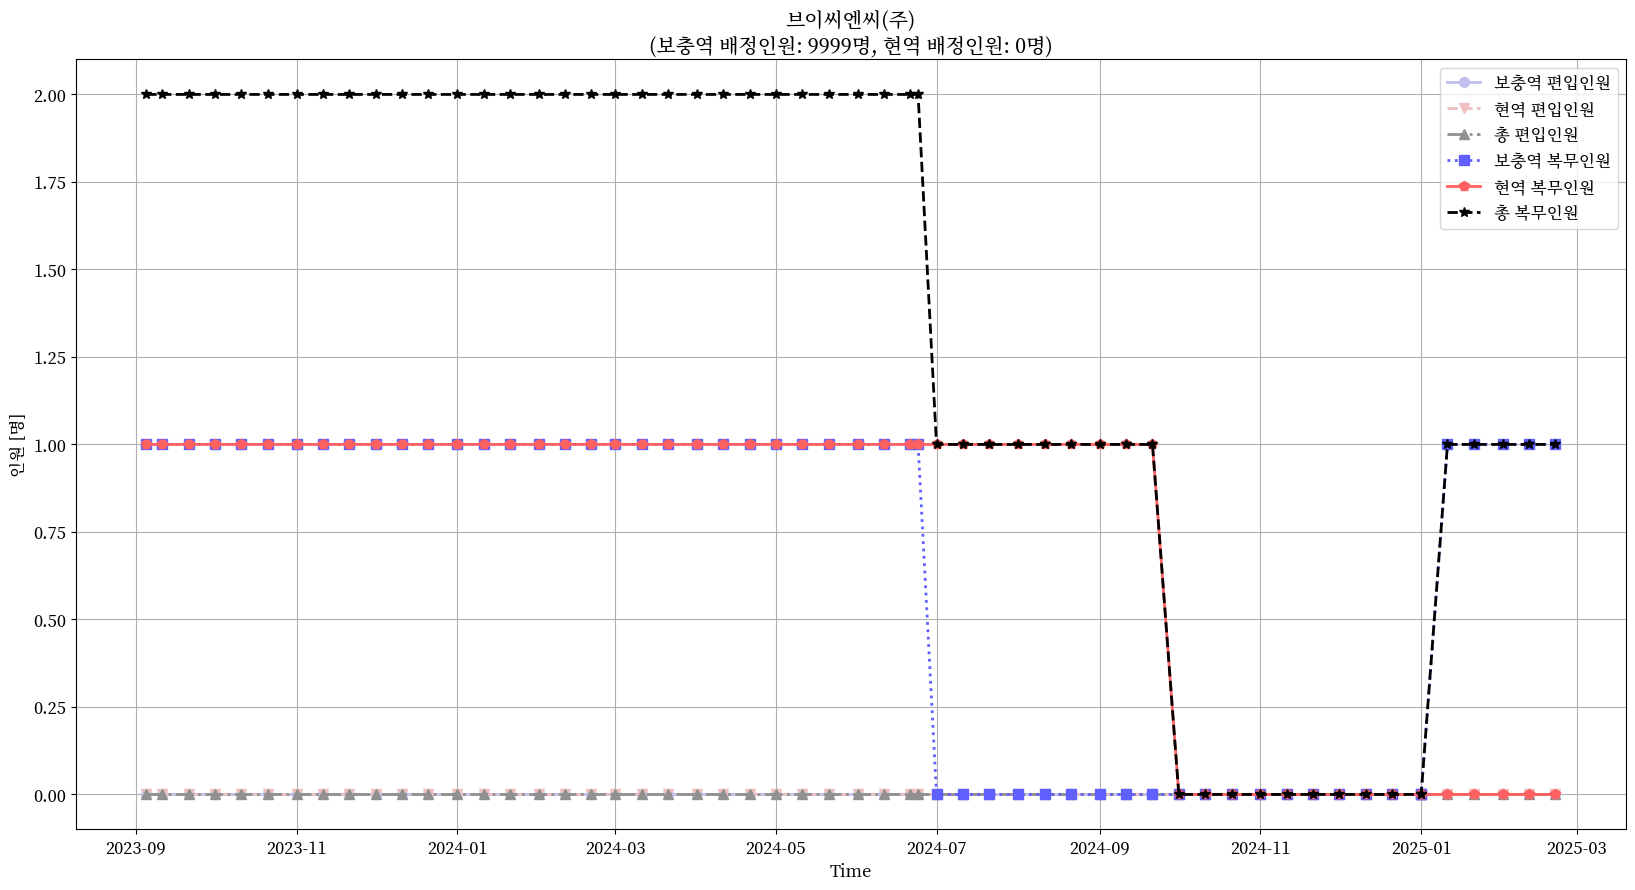 브이씨엔씨(주)
(보충역 배정인원: 9999명, 현역 배정인원: 0명)
보충역 편입인원
현역 편입인원
총 편입인원
보충역 복무인원
현역 복무인원
총 복무인원
인원 [명]
2.00
1.75
1.50
1.25
1.00
0.75
0.50
0.25
0.00
2023-09 2023-11 2024-01 2024-03 2024-05 2024-07 2024-09 2024-11 2025-01 2025-03
Time